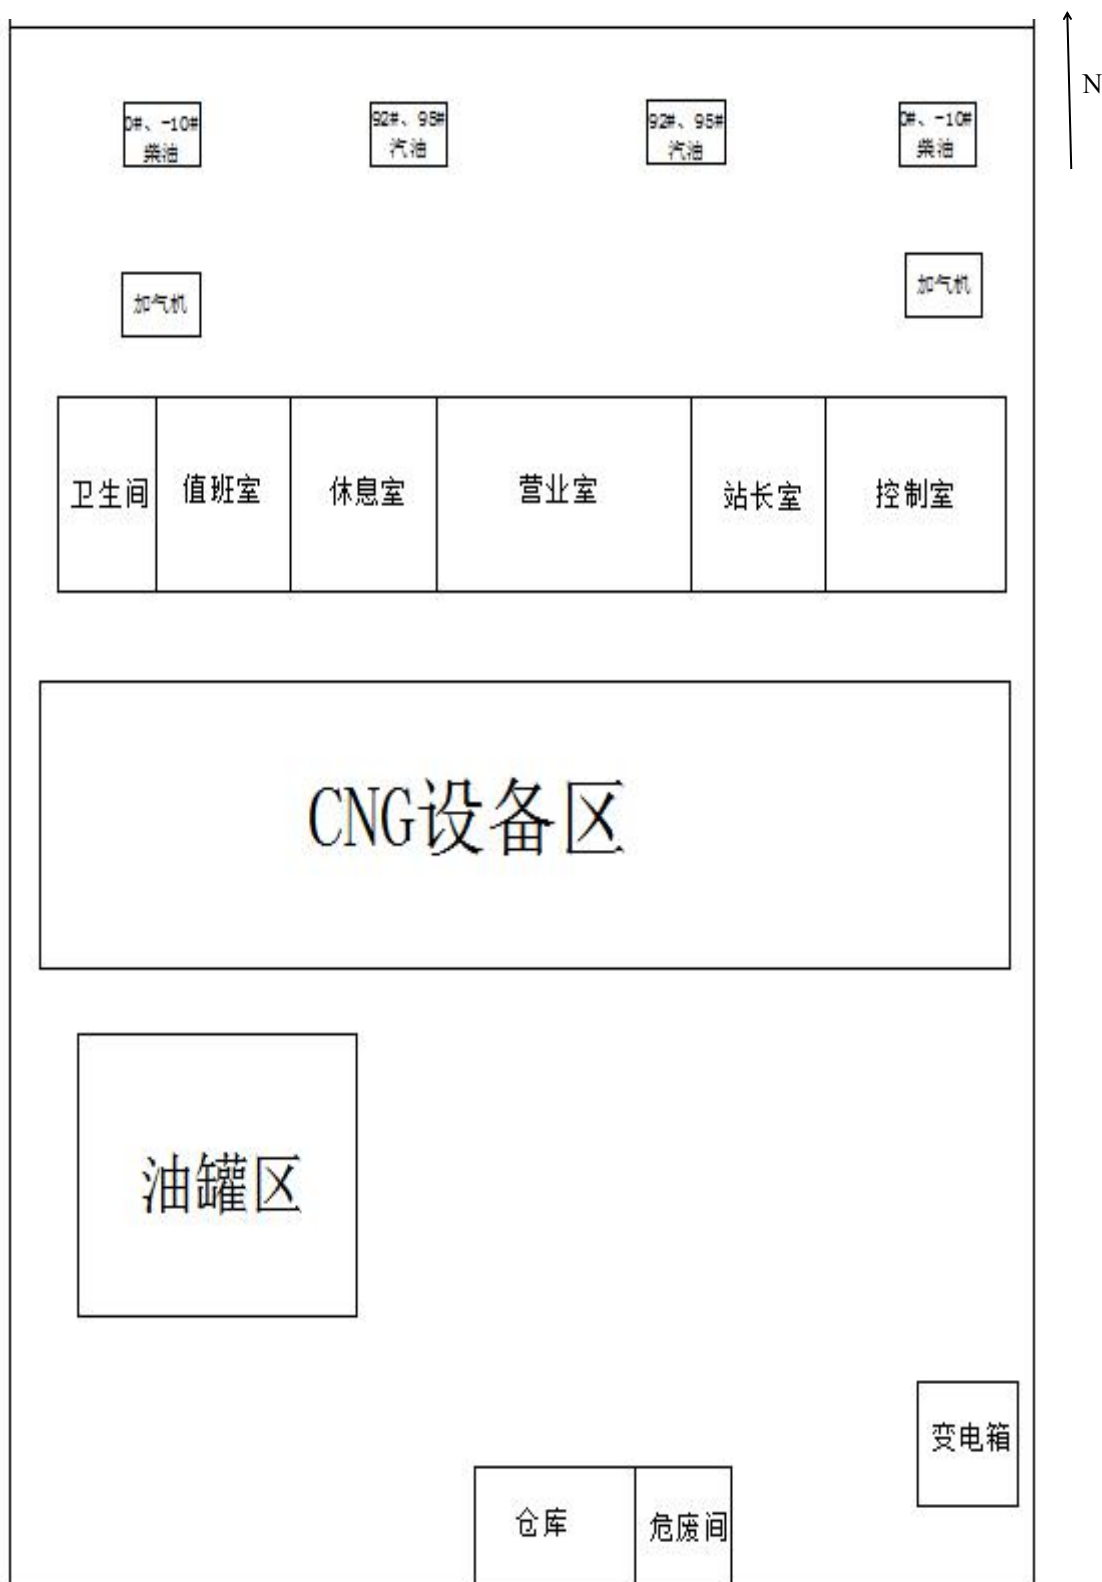 N
0#、-10#
柴油
92#、95#
汽油
92#、95#
汽油
0#、-10#
柴油
加气机
加气机
卫生间
值班室
休息室
营业室
站长室
控制室
CNG设备区
油罐区
变电箱
仓库
危废间